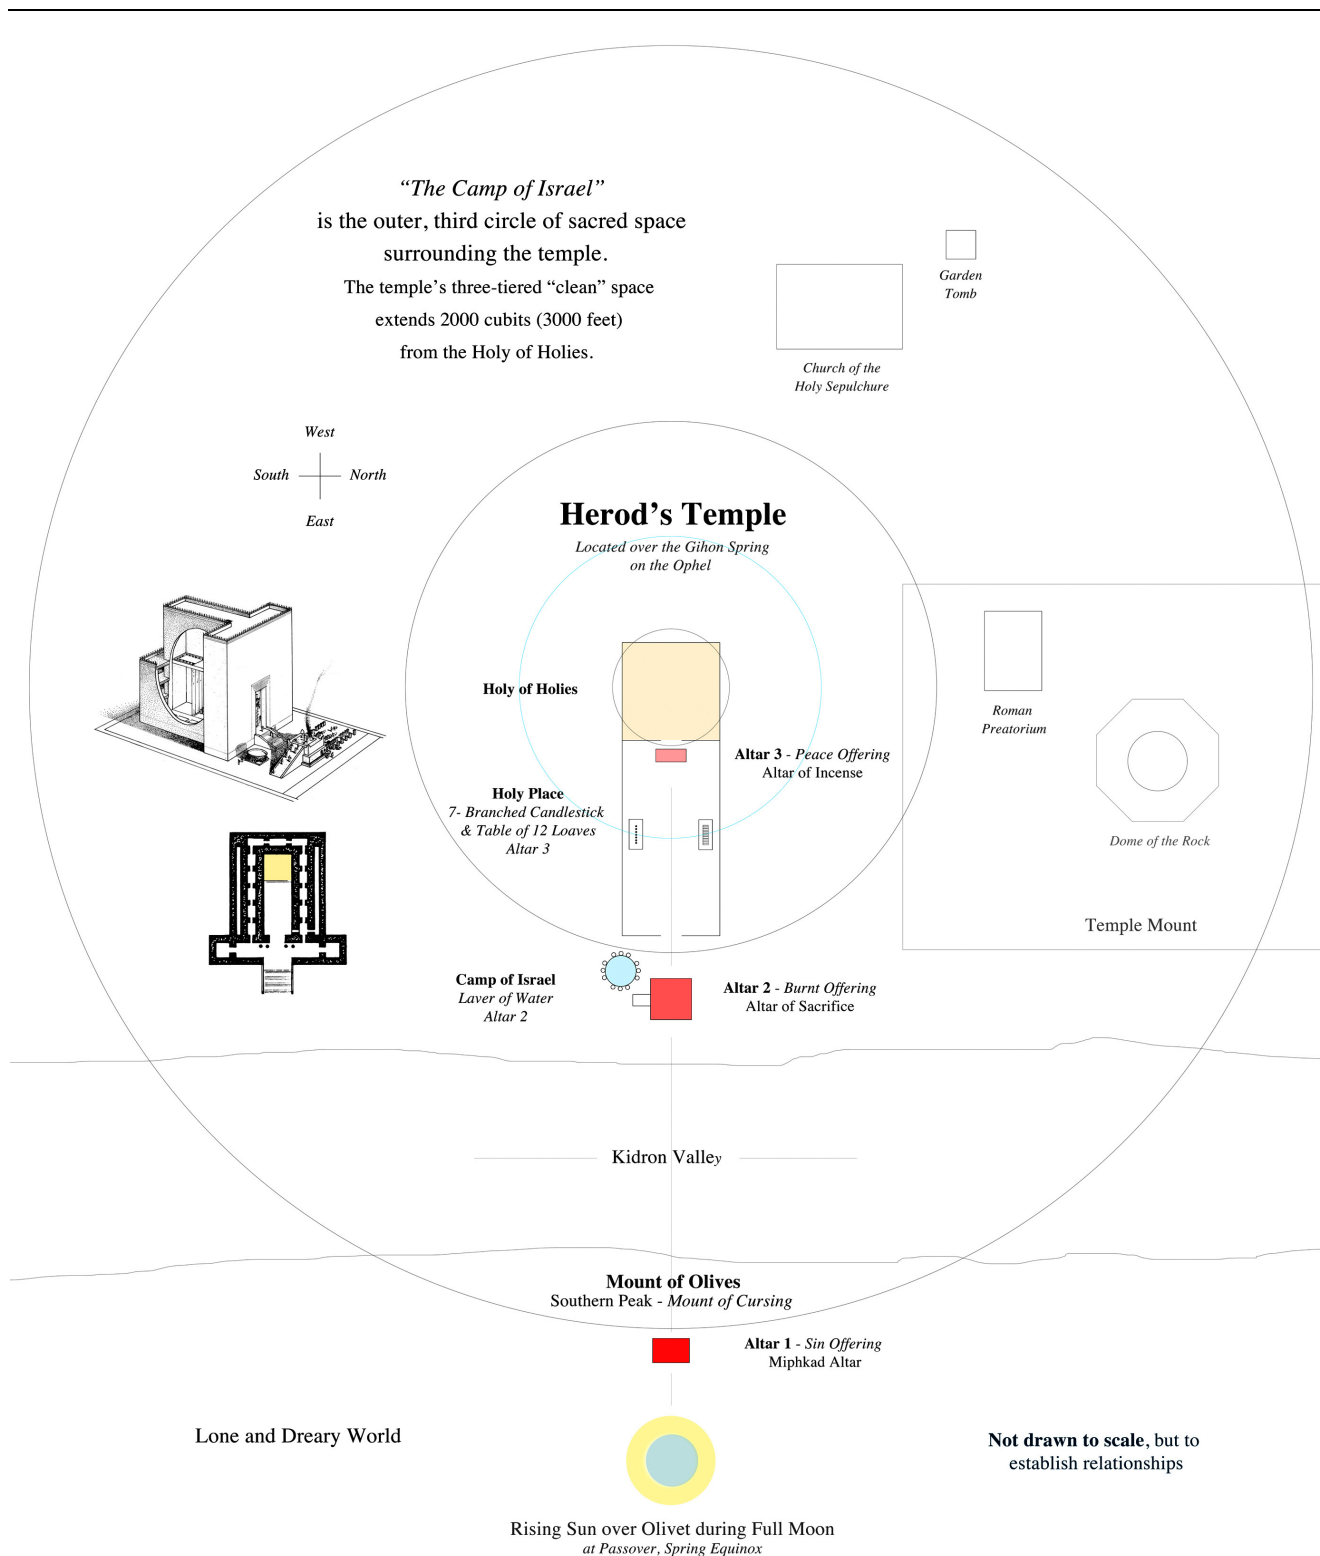 “The Camp of Israel”
is the outer, third circle of sacred space
surrounding the temple.
The temple’s three-tiered “clean” space
extends 2000 cubits (3000 feet)
from the Holy of Holies.
Garden
Tomb
Church of the
Holy Sepulchure
West
South
North
East
Herod’s Temple
Located over the Gihon Spring
on the Ophel
Holy of Holies
Roman
Preatorium
Altar 3 - Peace Offering
Altar of Incense
Holy Place
7- Branched Candlestick
& Table of 12 Loaves
Altar 3
Dome of the Rock
Temple Mount
Camp of Israel
Laver of Water
Altar 2
Altar 2 - Burnt Offering
Altar of Sacrifice
Kidron Valley
Mount of Olives
Southern Peak - Mount of Cursing
Altar 1 - Sin Offering
Miphkad Altar
Lone and Dreary World
Not drawn to scale, but to
establish relationships
Rising Sun over Olivet during Full Moon
at Passover, Spring Equinox